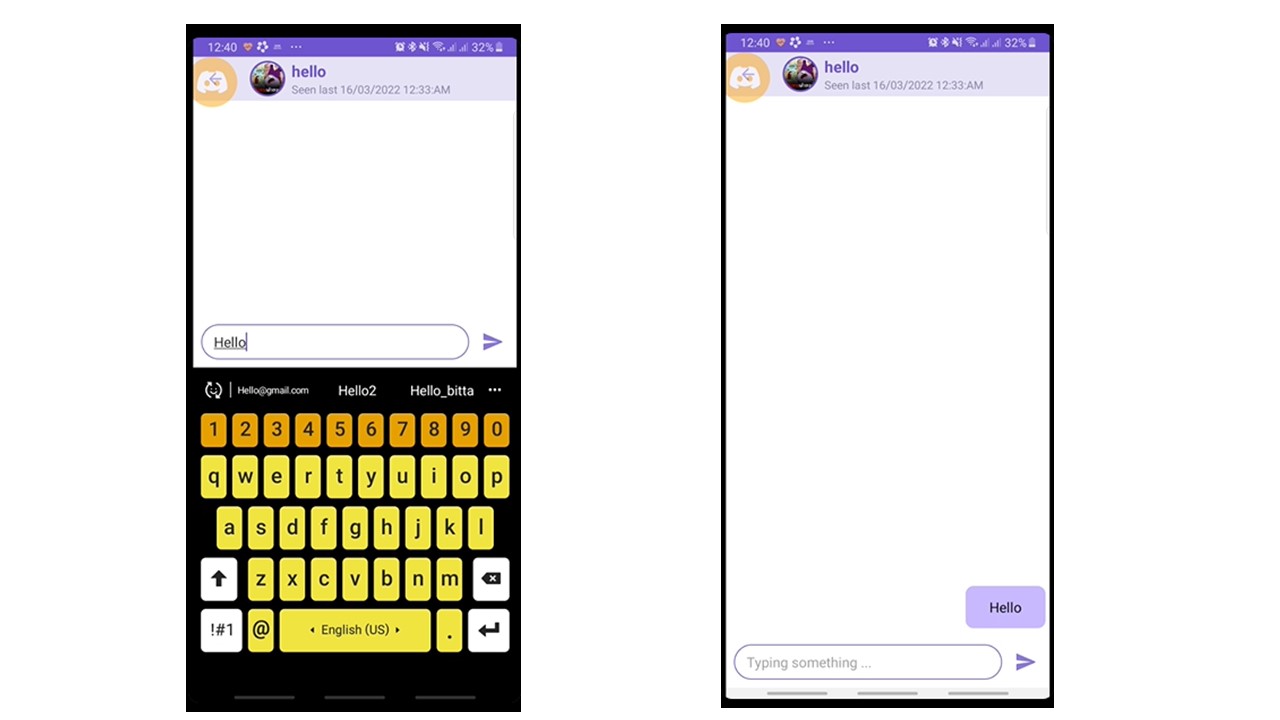 12:40 32%
hello
Seen last 16/03/2022 12:33:AM
Hello
Hello@gmail.com Hello2 Hello_bitta
1 2 3 4 5 6 7 8 9 0
q w e r t y u i o p
a s d f g h j k l
z x c v b n m
!#1 @ English (US) .
12:40 32%
hello
Seen last 16/03/2022 12:33:AM
Hello
Typing something ...